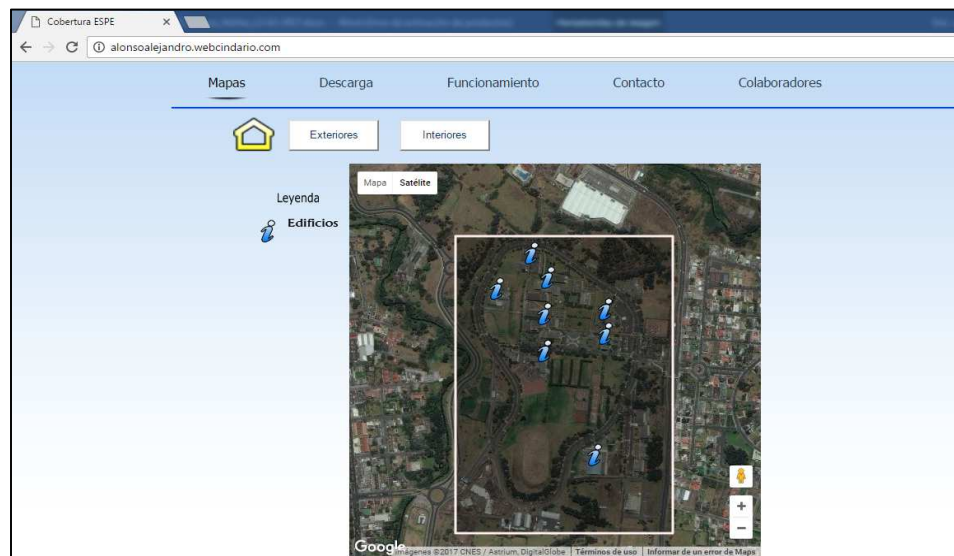 Cobertura ESPE
alonsoalejandro.webcindario.com
Mapas Descarga Funcionamiento Contacto Colaboradores
Exteriores Interiores
Mapa Satélite
Leyenda
Edificios
Google
Imágenes ©2017 CNES / Astrium, DigitalGlobe Términos de uso Informar de un error de Maps